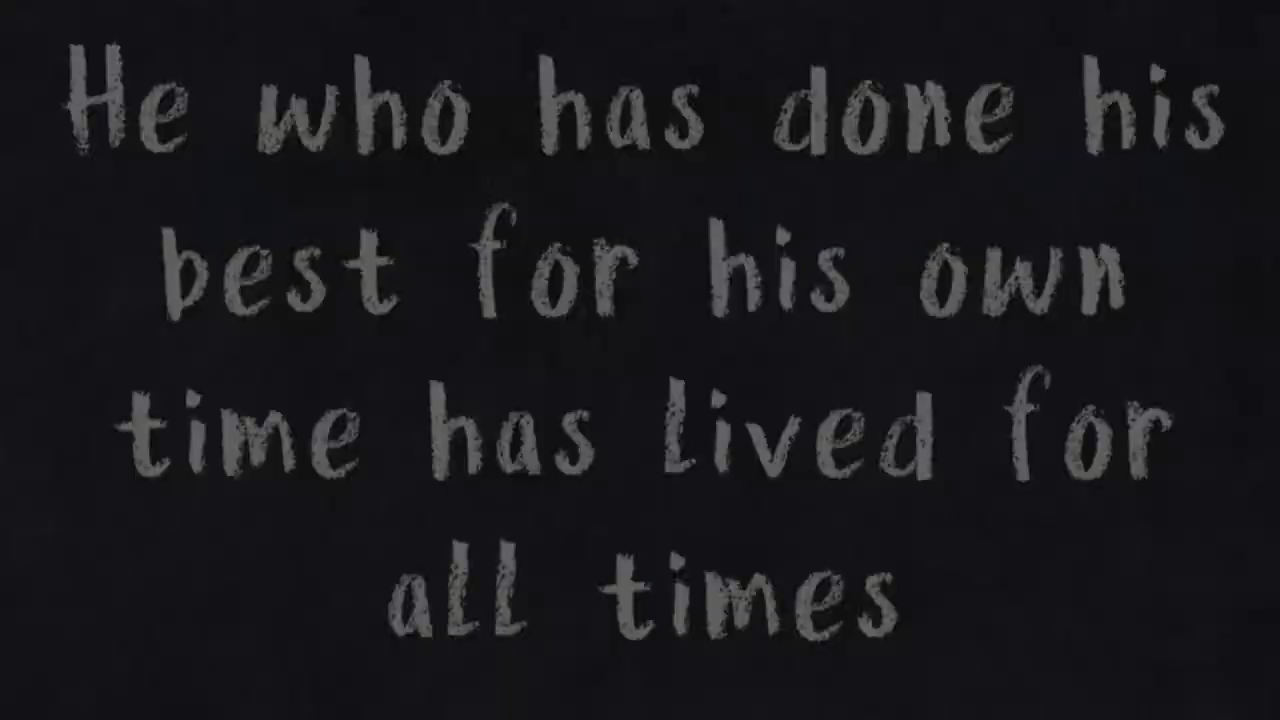 He who has done his
best for his own
time has lived for
all times